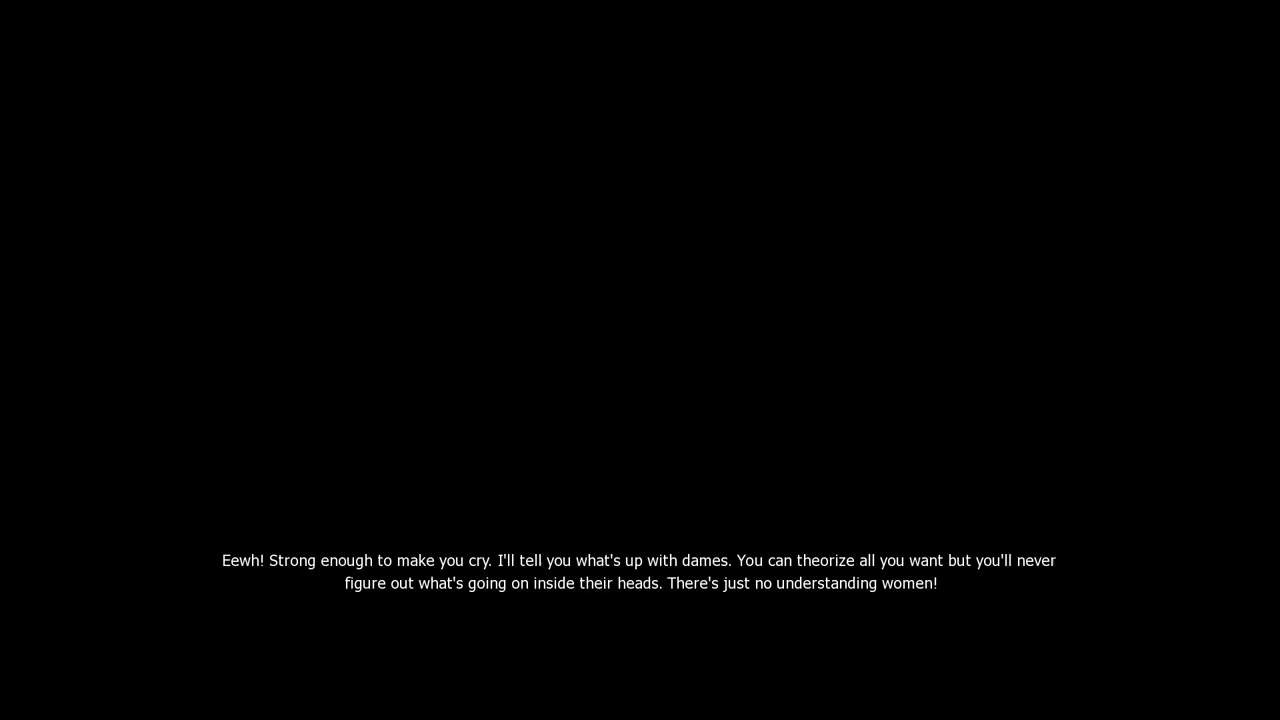 Eewh! Strong enough to make you cry. I'll tell you what's up with dames. You can theorize all you want but you'll never
figure out what's going on inside their heads. There's just no understanding women!